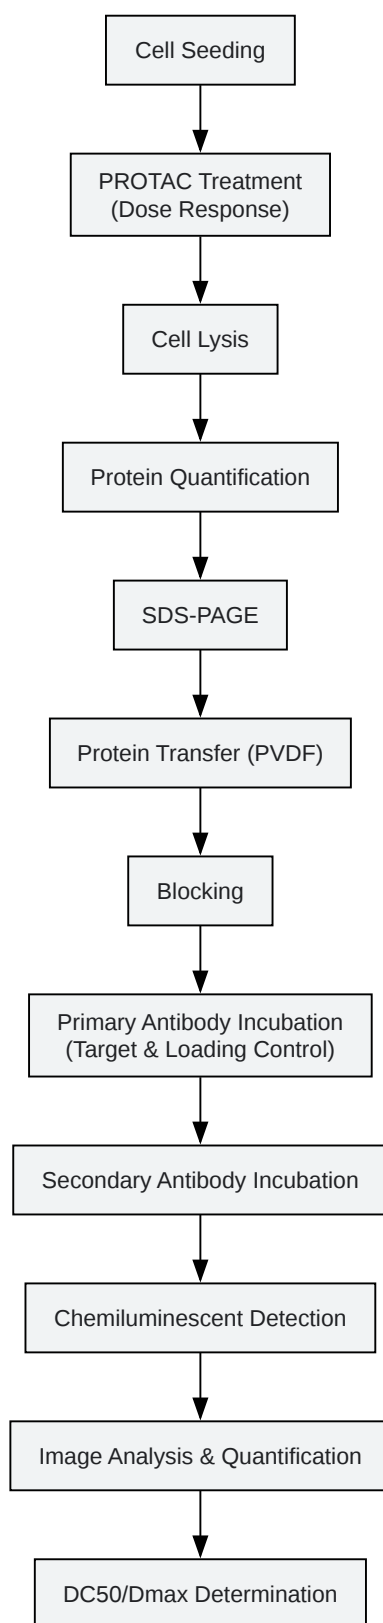 Cell Seeding
PROTAC Treatment
(Dose Response)
Cell Lysis
Protein Quantification
SDS-PAGE
Protein Transfer (PVDF)
Blocking
Primary Antibody Incubation
(Target & Loading Control)
Secondary Antibody Incubation
Chemiluminescent Detection
Image Analysis & Quantification
DC50/Dmax Determination